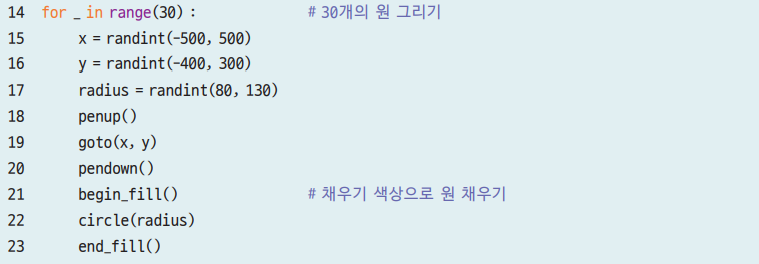 14 for _ in range(30) : # 30개의 원 그리기
15 x = randint(-500, 500)
16 y = randint(-400, 300)
17 radius = randint(80, 130)
18 penup()
19 goto(x, y)
20 pendown()
21 begin_fill() # 채우기 색상으로 원 채우기
22 circle(radius)
23 end_fill()